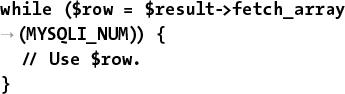 while ($row = $result->fetch_array
→ (MYSQLI_NUM)) {
// Use $row.
}